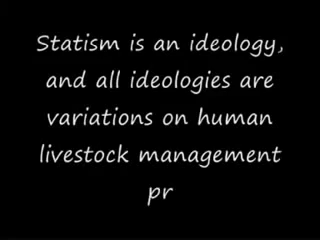 Statism is an ideology,
and all ideologies are
variations on human
livestock management
pr